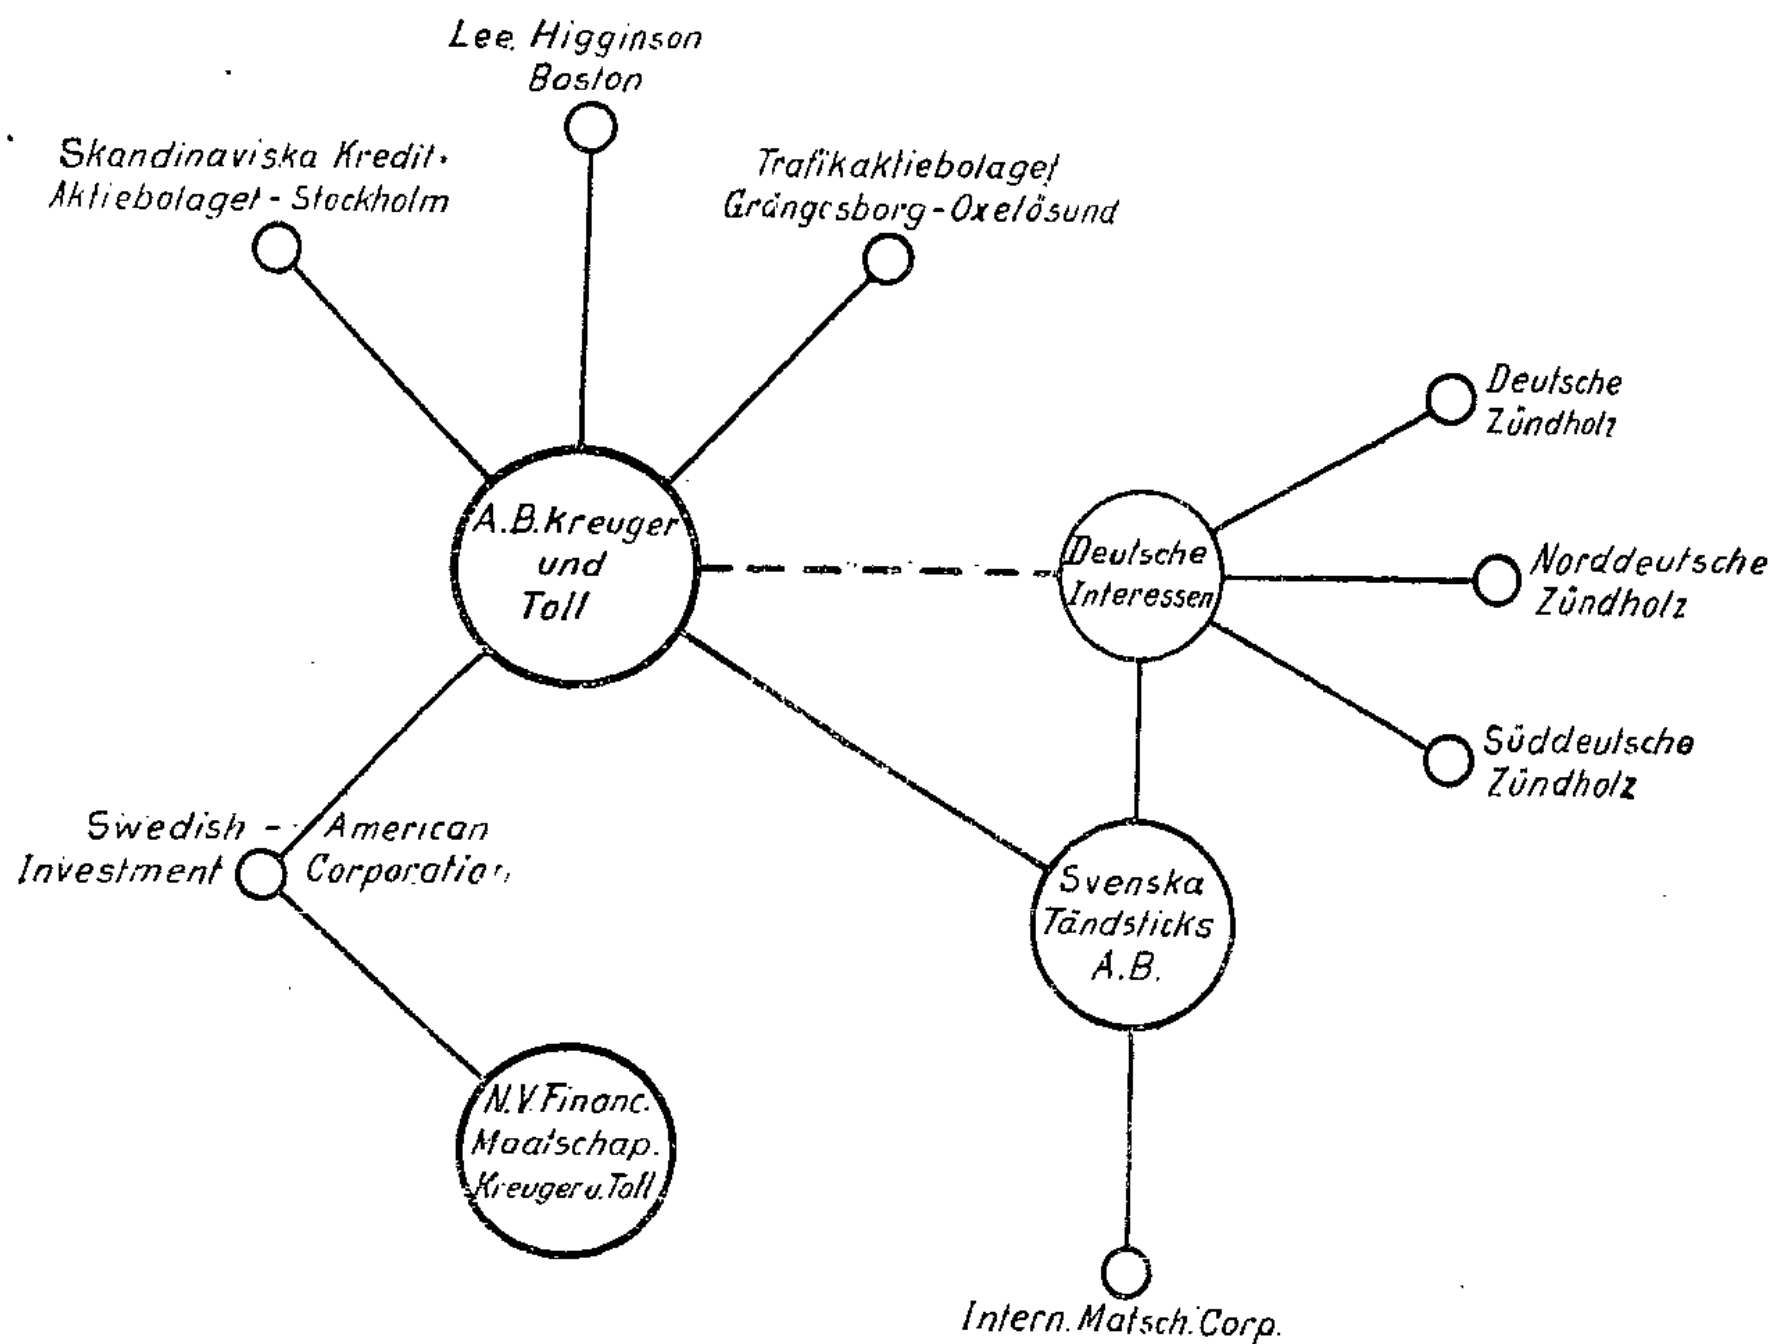 Lee, Higginson
Boston
Skandinaviska Kredit-
Aktiebolaget - Stockholm
Trafikaktiebolaget
Grängesborg - Oxelösund
Deutsche
Zündholz
A.B. Kreuger
und
Toll
Deutsche
Interessen
Norddeutsche
Zündholz
Süddeutsche
Zündholz
Swedish - American
Investment Corporation
Svenska
Tändsticks
A.B.
N.V. Financ.
Maatschap.
Kreuger u. Toll
Intern. Matsch. Corp.